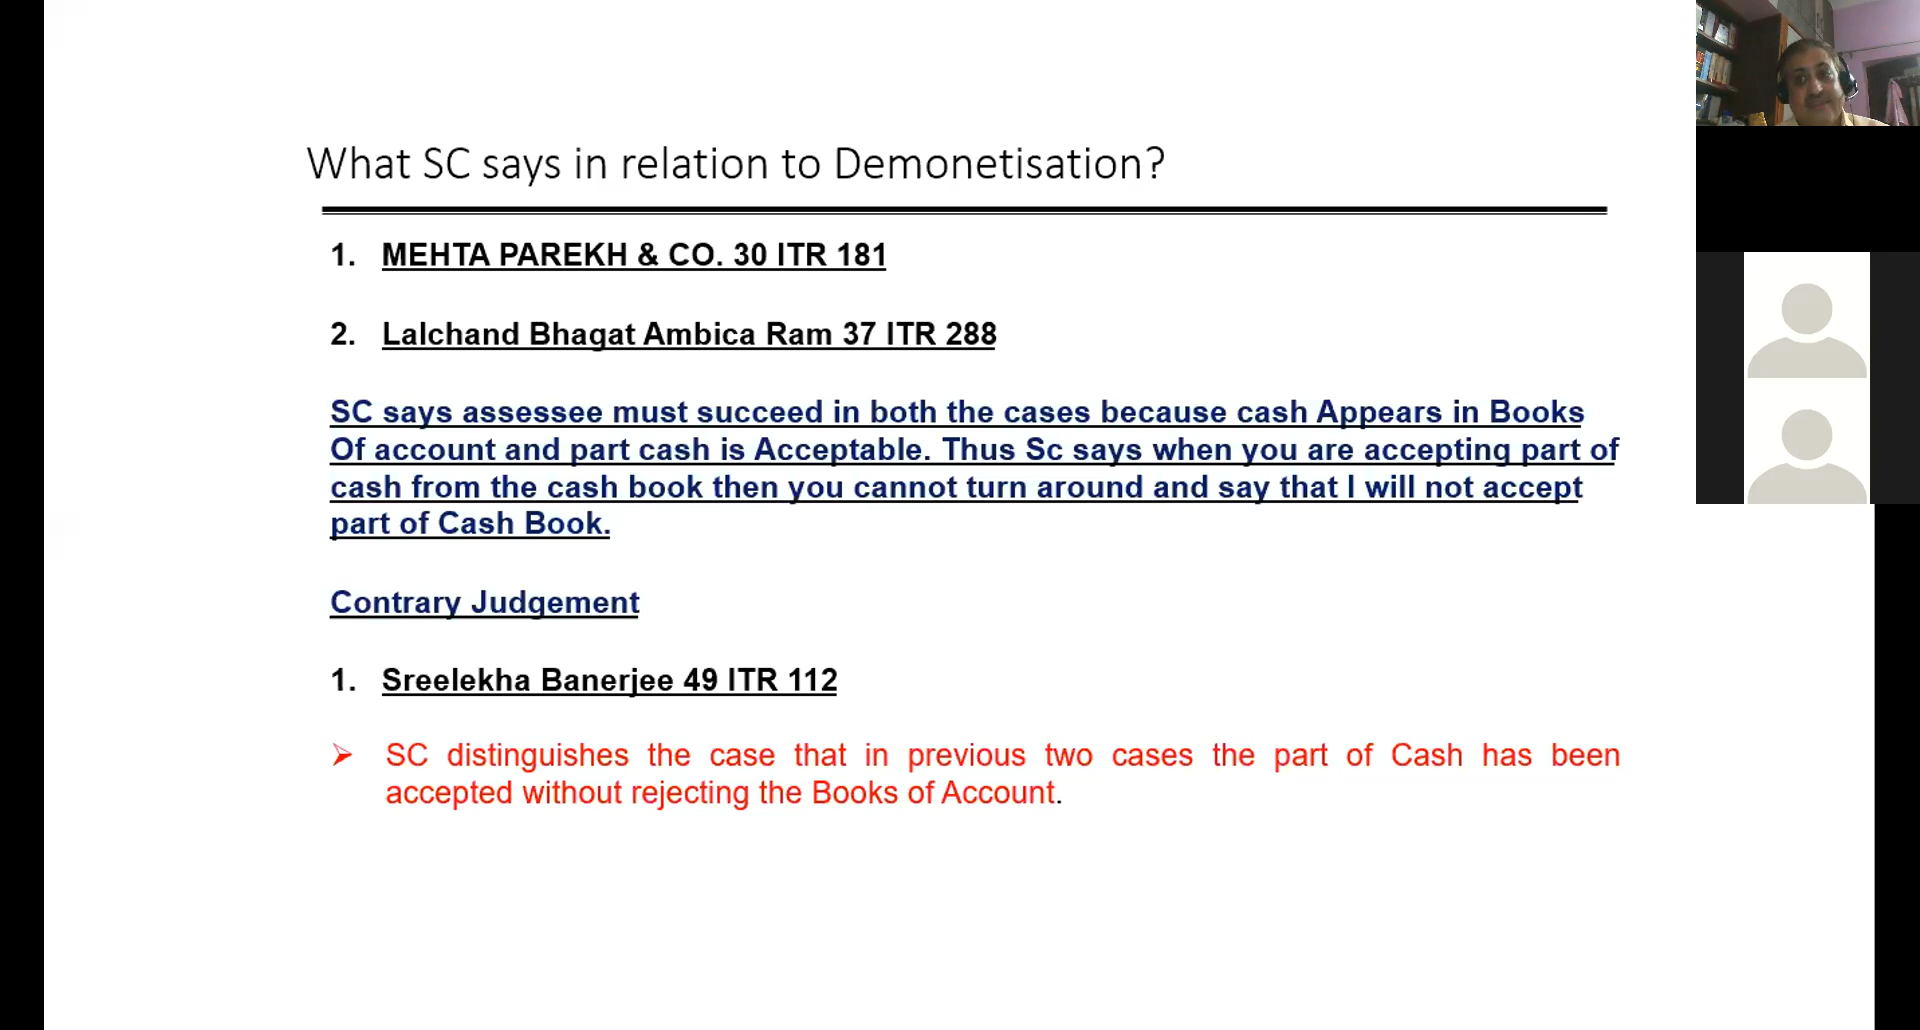 What SC says in relation to Demonetisation?
1. MEHTA PAREKH & CO. 30 ITR 181
2. Lalchand Bhagat Ambica Ram 37 ITR 288
SC says assessee must succeed in both the cases because cash Appears in Books
Of account and part cash is Acceptable. Thus Sc says when you are accepting part of
cash from the cash book then you cannot turn around and say that I will not accept
part of Cash Book.
Contrary Judgement
1. Sreelekha Banerjee 49 ITR 112
➢ SC distinguishes the case that in previous two cases the part of Cash has been
accepted without rejecting the Books of Account.